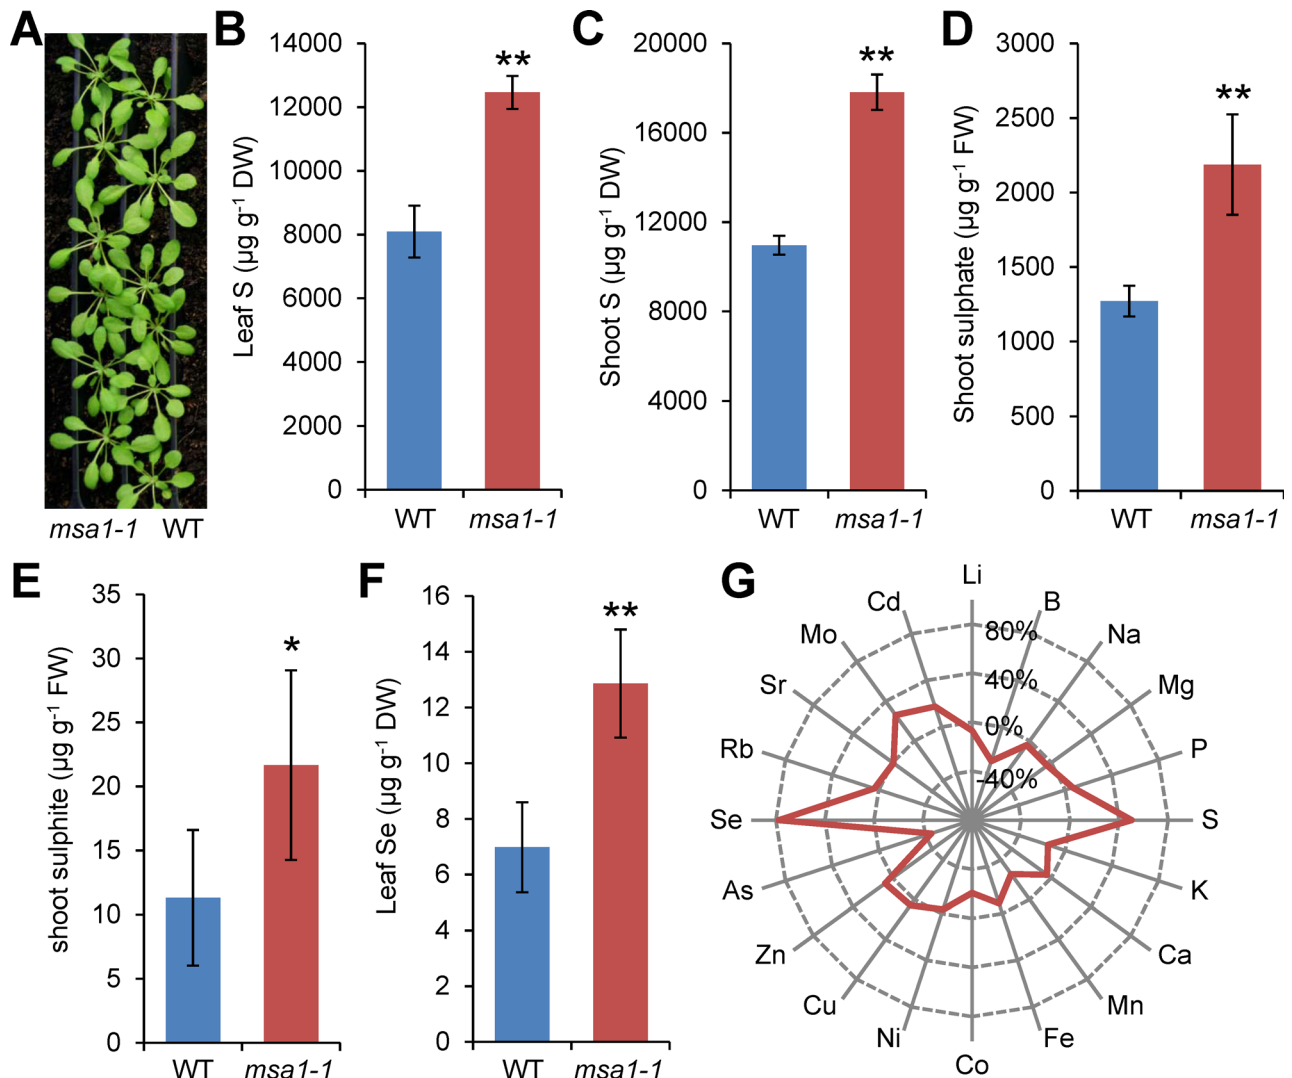 A
msa1-1 WT
B
Leaf S (µg g⁻¹ DW)
14000
12000
10000
8000
6000
4000
2000
0
**
WT msa1-1
C
Shoot S (µg g⁻¹ DW)
20000
16000
12000
8000
4000
0
**
WT msa1-1
D
Shoot sulphate (µg g⁻¹ FW)
3000
2500
2000
1500
1000
500
0
**
WT msa1-1
E
shoot sulphite (µg g⁻¹ FW)
35
30
25
20
15
10
5
0
*
WT msa1-1
F
Leaf Se (µg g⁻¹ DW)
16
14
12
10
8
6
4
2
0
**
WT msa1-1
G
Li
B
Na
Mg
P
S
K
Ca
Mn
Fe
Co
Ni
Cu
Zn
As
Se
Rb
Sr
Mo
Cd
80%
40%
0%
-40%